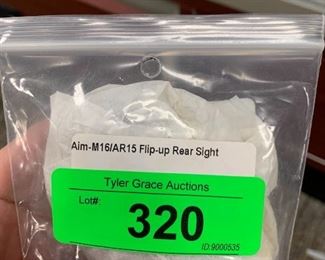 Aim-M16/AR15 Flip-up Rear Sight
Tyler Grace Auctions
Lot#:
320
ID:9000535